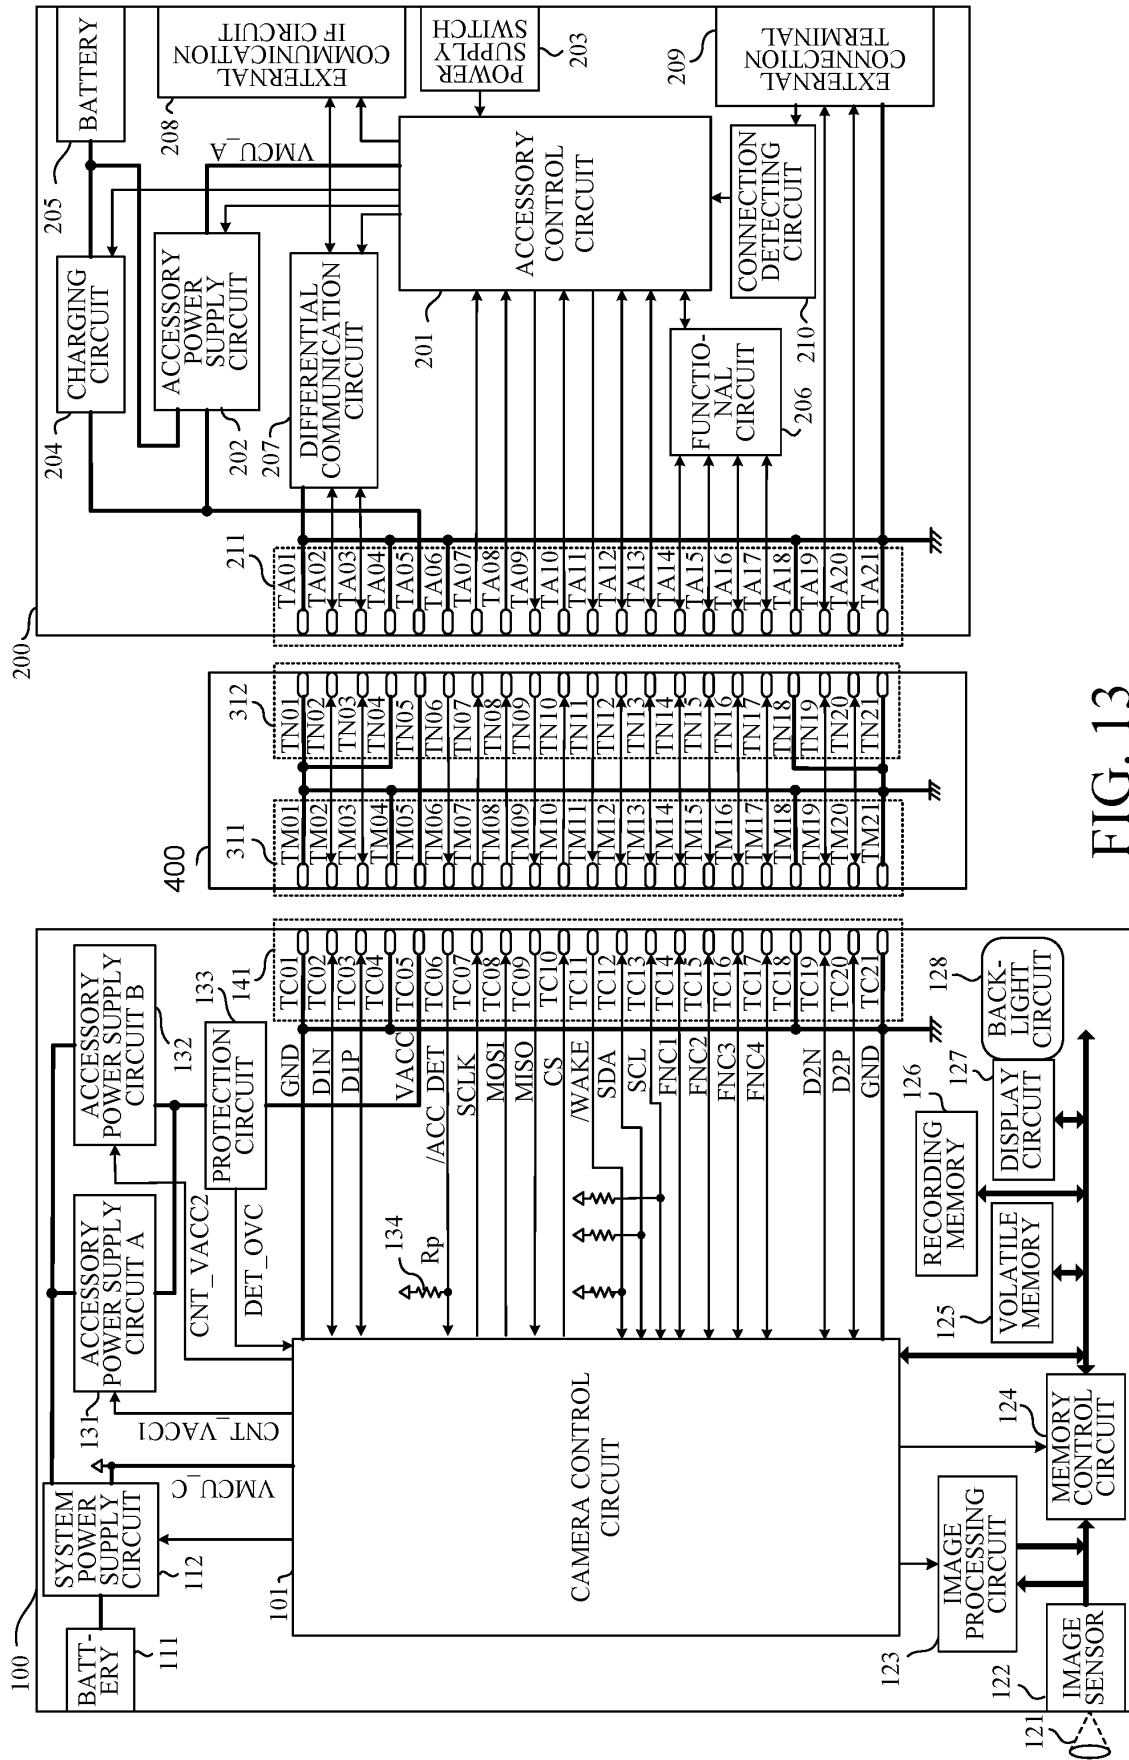 100
BATT-
ERY
111
SYSTEM
POWER
SUPPLY
CIRCUIT
112
VMCU_C
CNT_VACC1
131
ACCESSORY
POWER SUPPLY
CIRCUIT A
CNT_VACC2
ACCESSORY
POWER SUPPLY
CIRCUIT B
132
PROTECTION
CIRCUIT
133
DET_OVC
141
101
CAMERA CONTROL
CIRCUIT
134
Rp
GND
D1N
D1P
VACC
/ACC_DET
SCLK
MOSI
MISO
CS
/WAKE
SDA
SCL
FNC1
FNC2
FNC3
FNC4
D2N
D2P
GND
TC01
TC02
TC03
TC04
TC05
TC06
TC07
TC08
TC09
TC10
TC11
TC12
TC13
TC14
TC15
TC16
TC17
TC18
TC19
TC20
TC21
121
IMAGE
SENSOR
122
IMAGE
PROCESSING
CIRCUIT
123
MEMORY
CONTROL
CIRCUIT
124
VOLATILE
MEMORY
125
RECORDING
MEMORY
126
DISPLAY
CIRCUIT
127
BACK-
LIGHT
CIRCUIT
128
400
311
TM01
TM02
TM03
TM04
TM05
TM06
TM07
TM08
TM09
TM10
TM11
TM12
TM13
TM14
TM15
TM16
TM17
TM18
TM19
TM20
TM21
312
TN01
TN02
TN03
TN04
TN05
TN06
TN07
TN08
TN09
TN10
TN11
TN12
TN13
TN14
TN15
TN16
TN17
TN18
TN19
TN20
TN21
200
211
TA01
TA02
TA03
TA04
TA05
TA06
TA07
TA08
TA09
TA10
TA11
TA12
TA13
TA14
TA15
TA16
TA17
TA18
TA19
TA20
TA21
204
CHARGING
CIRCUIT
205
BATTERY
202
ACCESSORY
POWER
SUPPLY
CIRCUIT
VMCU_A
207
DIFFERENTIAL
COMMUNICATION
CIRCUIT
208
EXTERNAL
COMMUNICATION
IF CIRCUIT
201
ACCESSORY
CONTROL
CIRCUIT
POWER
SUPPLY
SWITCH
203
FUNCTIO-
NAL
CIRCUIT
206
CONNECTION
DETECTING
CIRCUIT
210
209
EXTERNAL
CONNECTION
TERMINAL
FIG. 13